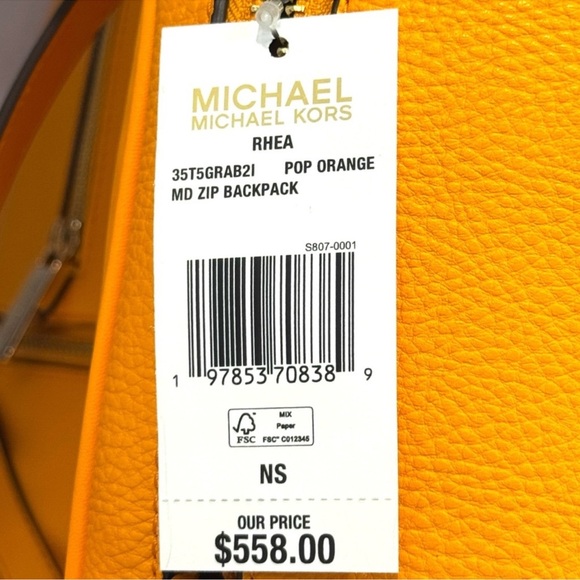 MICHAEL
MICHAEL KORS
RHEA
35T5GRAB2I POP ORANGE
MD ZIP BACKPACK
S807-0001
1 97853 70838 9
FSC
MIX
Paper
FSC™ C012345
NS
OUR PRICE
$558.00